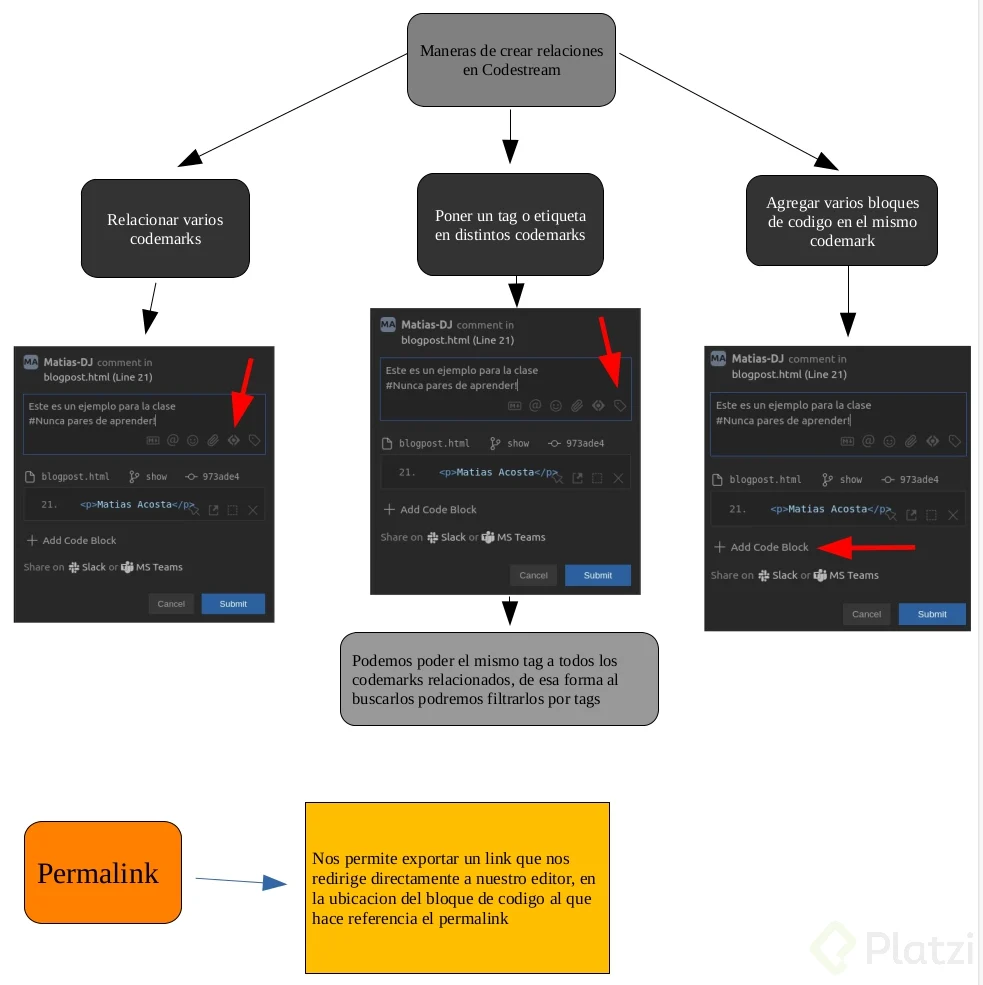 Maneras de crear relaciones
en Codestream
Relacionar varios
codemarks
Poner un tag o etiqueta
en distintos codemarks
Agregar varios bloques
de codigo en el mismo
codemark
MA Matias-DJ comment in
blogpost.html (Line 21)
Este es un ejemplo para la clase
#Nunca pares de aprender!
blogpost.html show 973ade4
21. <p>Matias Acosta</p>
Add Code Block
Share on Slack or MS Teams
Cancel Submit
MA Matias-DJ comment in
blogpost.html (Line 21)
Este es un ejemplo para la clase
#Nunca pares de aprender!
blogpost.html show 973ade4
21. <p>Matias Acosta</p>
Add Code Block
Share on Slack or MS Teams
Cancel Submit
MA Matias-DJ comment in
blogpost.html (Line 21)
Este es un ejemplo para la clase
#Nunca pares de aprender!
blogpost.html show 973ade4
21. <p>Matias Acosta</p>
Add Code Block
Share on Slack or MS Teams
Cancel Submit
Podemos poder el mismo tag a todos los
codemarks relacionados, de esa forma al
buscarlos podremos filtrarlos por tags
Permalink
Nos permite exportar un link que nos
redirige directamente a nuestro editor, en
la ubicacion del bloque de codigo al que
hace referencia el permalink
Platzi